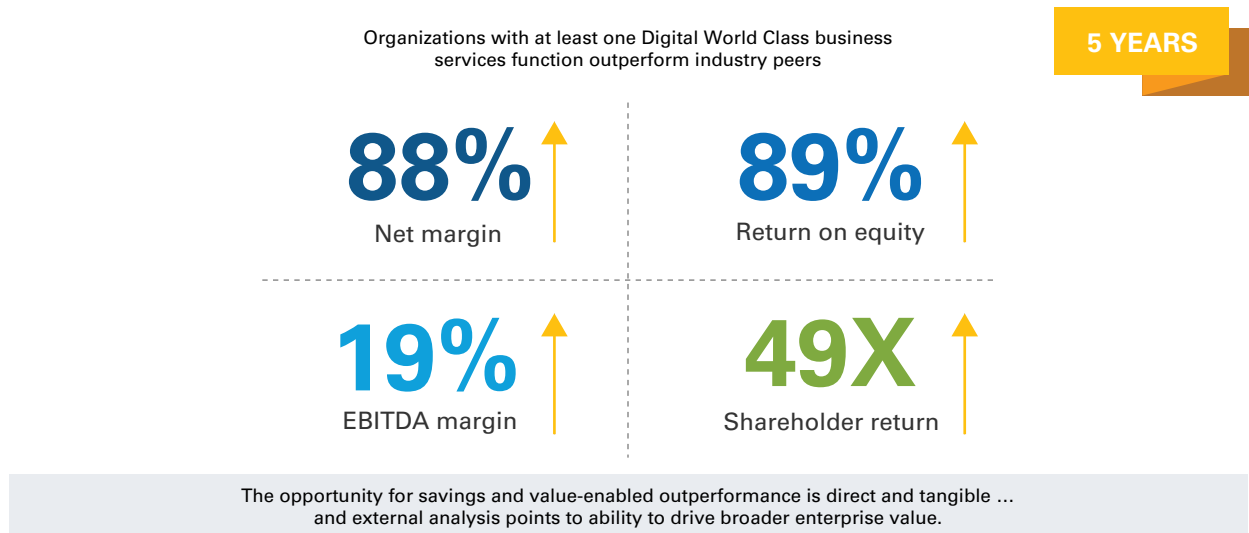 Organizations with at least one Digital World Class business
services function outperform industry peers
5 YEARS
88%
Net margin
89%
Return on equity
19%
EBITDA margin
49X
Shareholder return
The opportunity for savings and value-enabled outperformance is direct and tangible …
and external analysis points to ability to drive broader enterprise value.